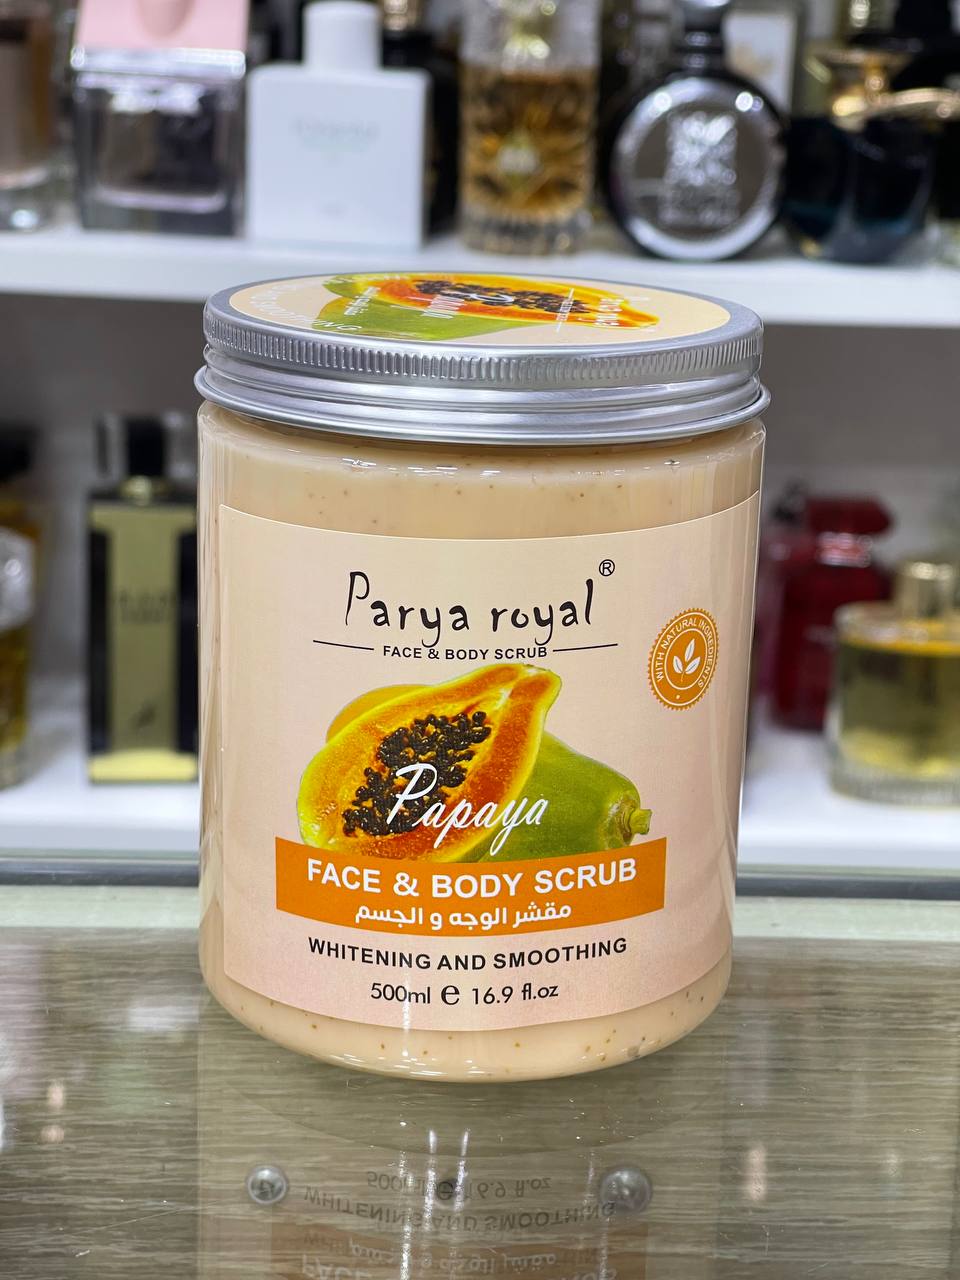 Parya royal®
FACE & BODY SCRUB
WITH NATURAL INGREDIENTS
Papaya
FACE & BODY SCRUB
مقشر الوجه و الجسم
WHITENING AND SMOOTHING
500ml e 16.9 fl.oz